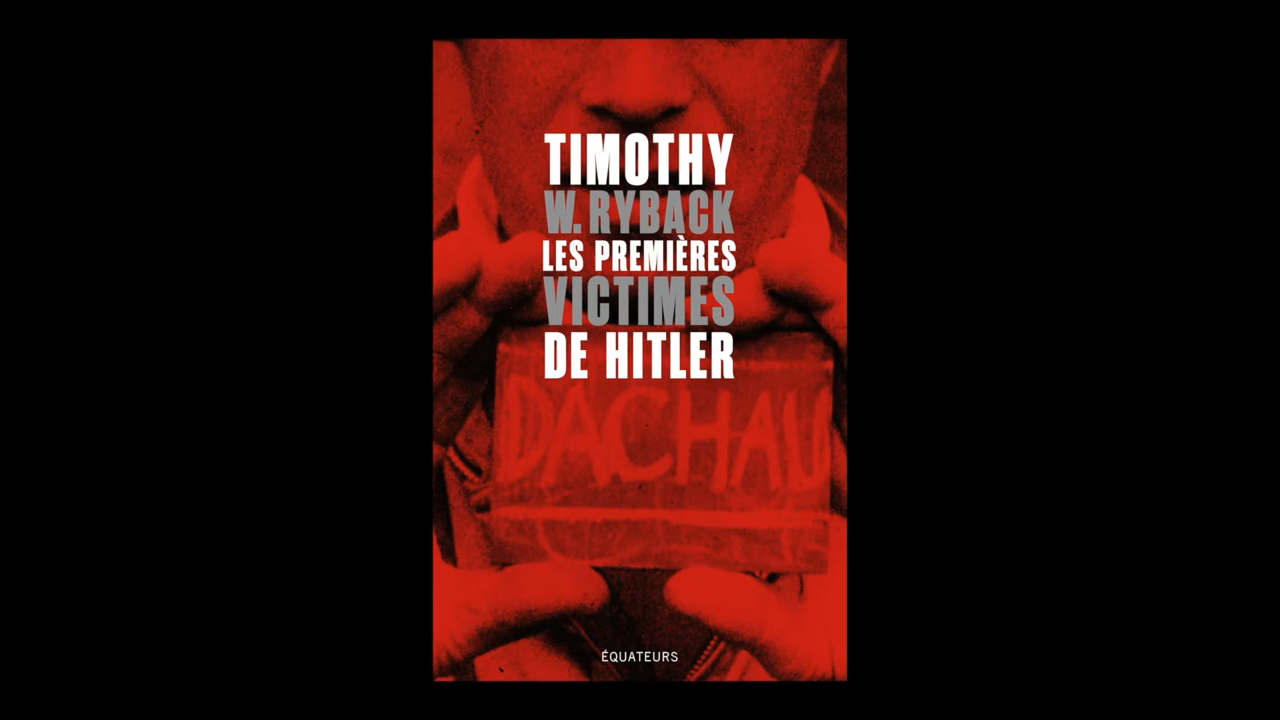 TIMOTHY
W. RYBACK
LES PREMIÈRES
VICTIMES
DE HITLER
DACHAU
ÉQUATEURS